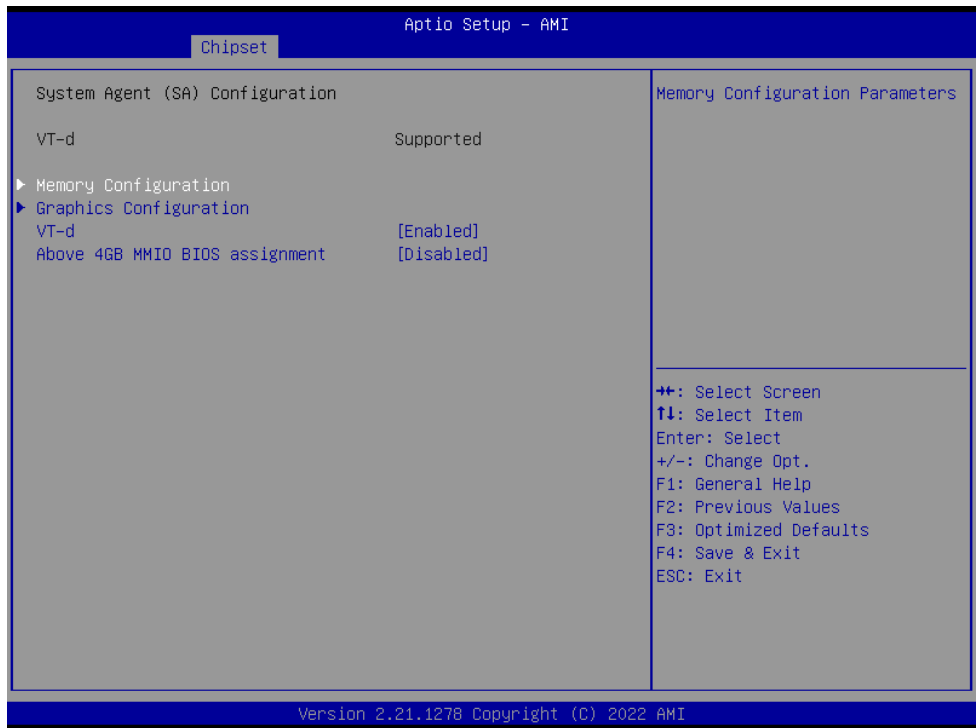 Aptio Setup – AMI
Chipset
System Agent (SA) Configuration
VT-d Supported
Memory Configuration
Graphics Configuration
VT-d [Enabled]
Above 4GB MMIO BIOS assignment [Disabled]
Memory Configuration Parameters
→←: Select Screen
↑↓: Select Item
Enter: Select
+/-: Change Opt.
F1: General Help
F2: Previous Values
F3: Optimized Defaults
F4: Save & Exit
ESC: Exit
Version 2.21.1278 Copyright (C) 2022 AMI